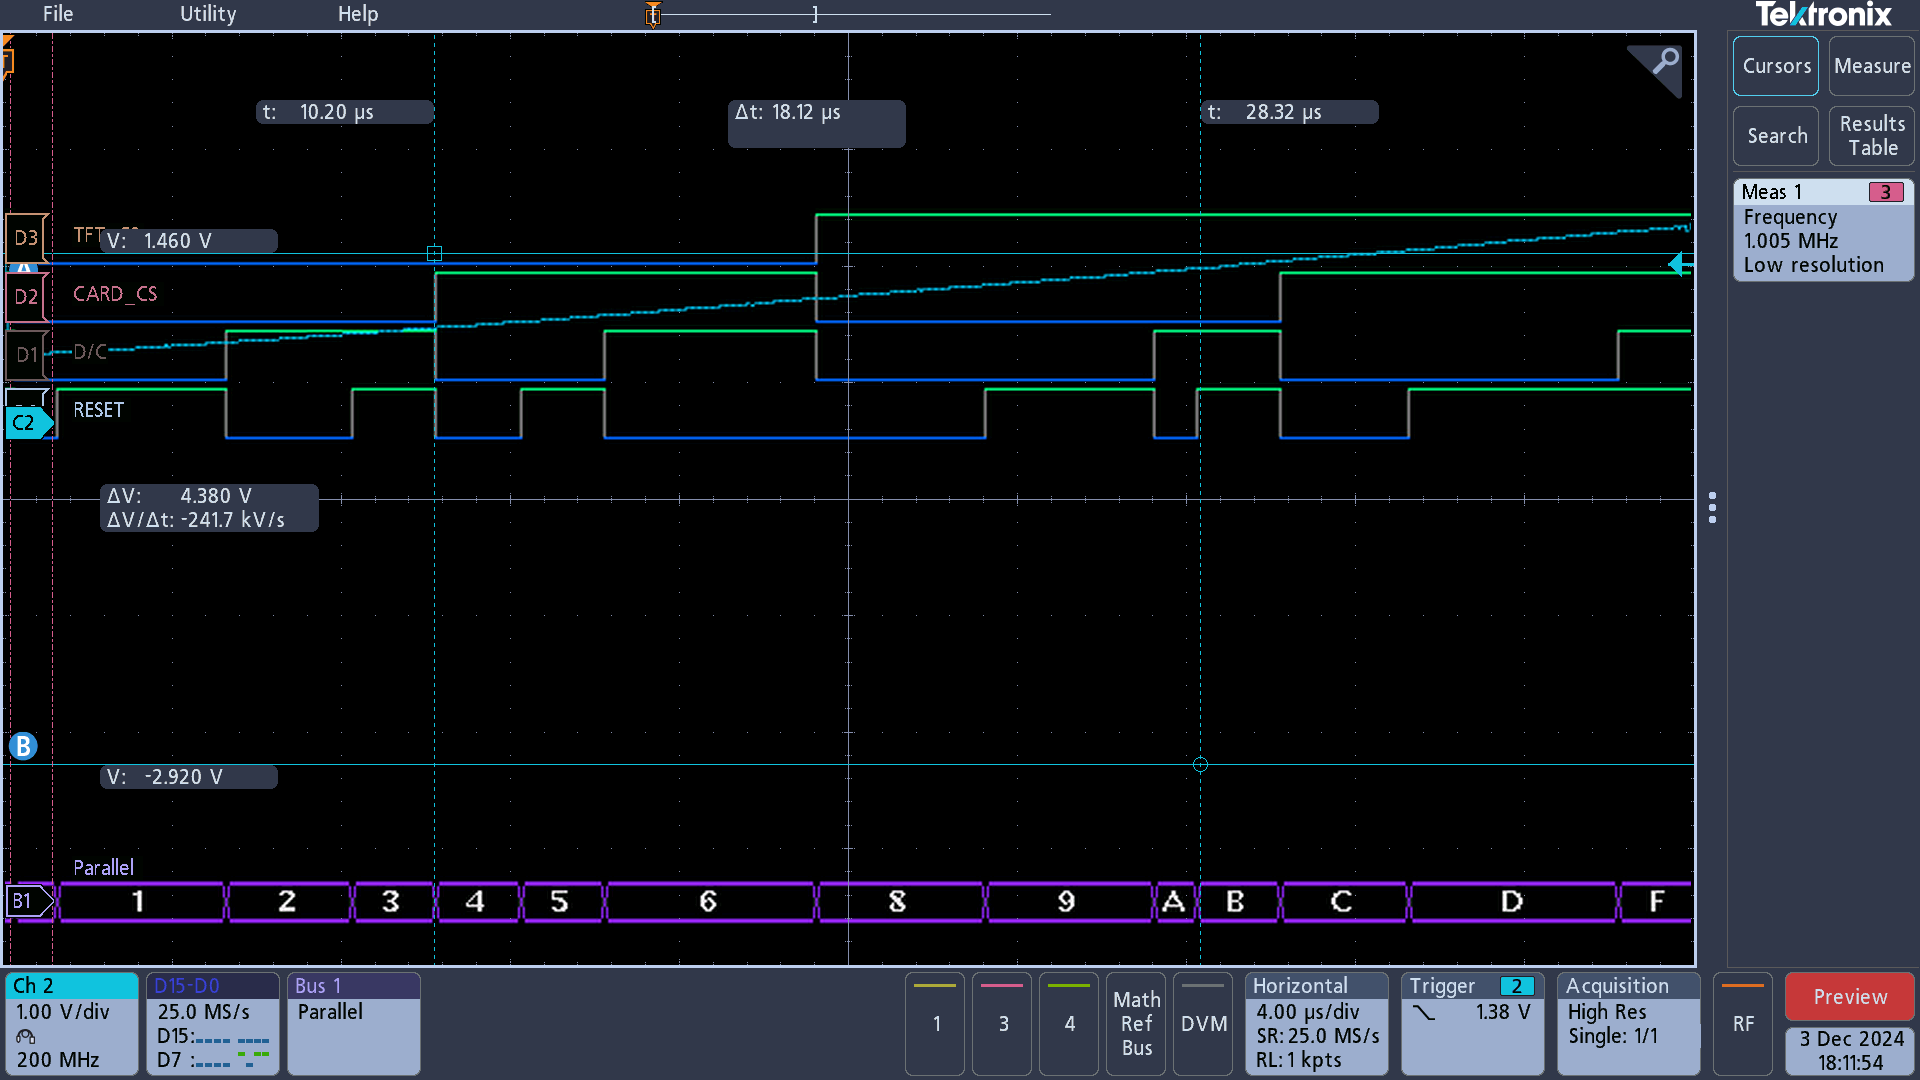 File Utility Help
Tektronix
Cursors Measure
Search Results Table
Meas 1 3
Frequency
1.005 MHz
Low resolution
t: 10.20 µs
Δt: 18.12 µs
t: 28.32 µs
D3
V: 1.460 V
D2 CARD_CS
D1 D/C
C2 RESET
ΔV: 4.380 V
ΔV/Δt: -241.7 kV/s
B
V: -2.920 V
Parallel
B1 1 2 3 4 5 6 8 9 A B C D F
Ch 2
1.00 V/div
200 MHz
D15-D0
25.0 MS/s
D15:
D7 :
Bus 1
Parallel
1
3
4
Math
Ref
Bus
DVM
Horizontal
4.00 µs/div
SR: 25.0 MS/s
RL: 1 kpts
Trigger 2
1.38 V
Acquisition
High Res
Single: 1/1
RF
Preview
3 Dec 2024
18:11:54